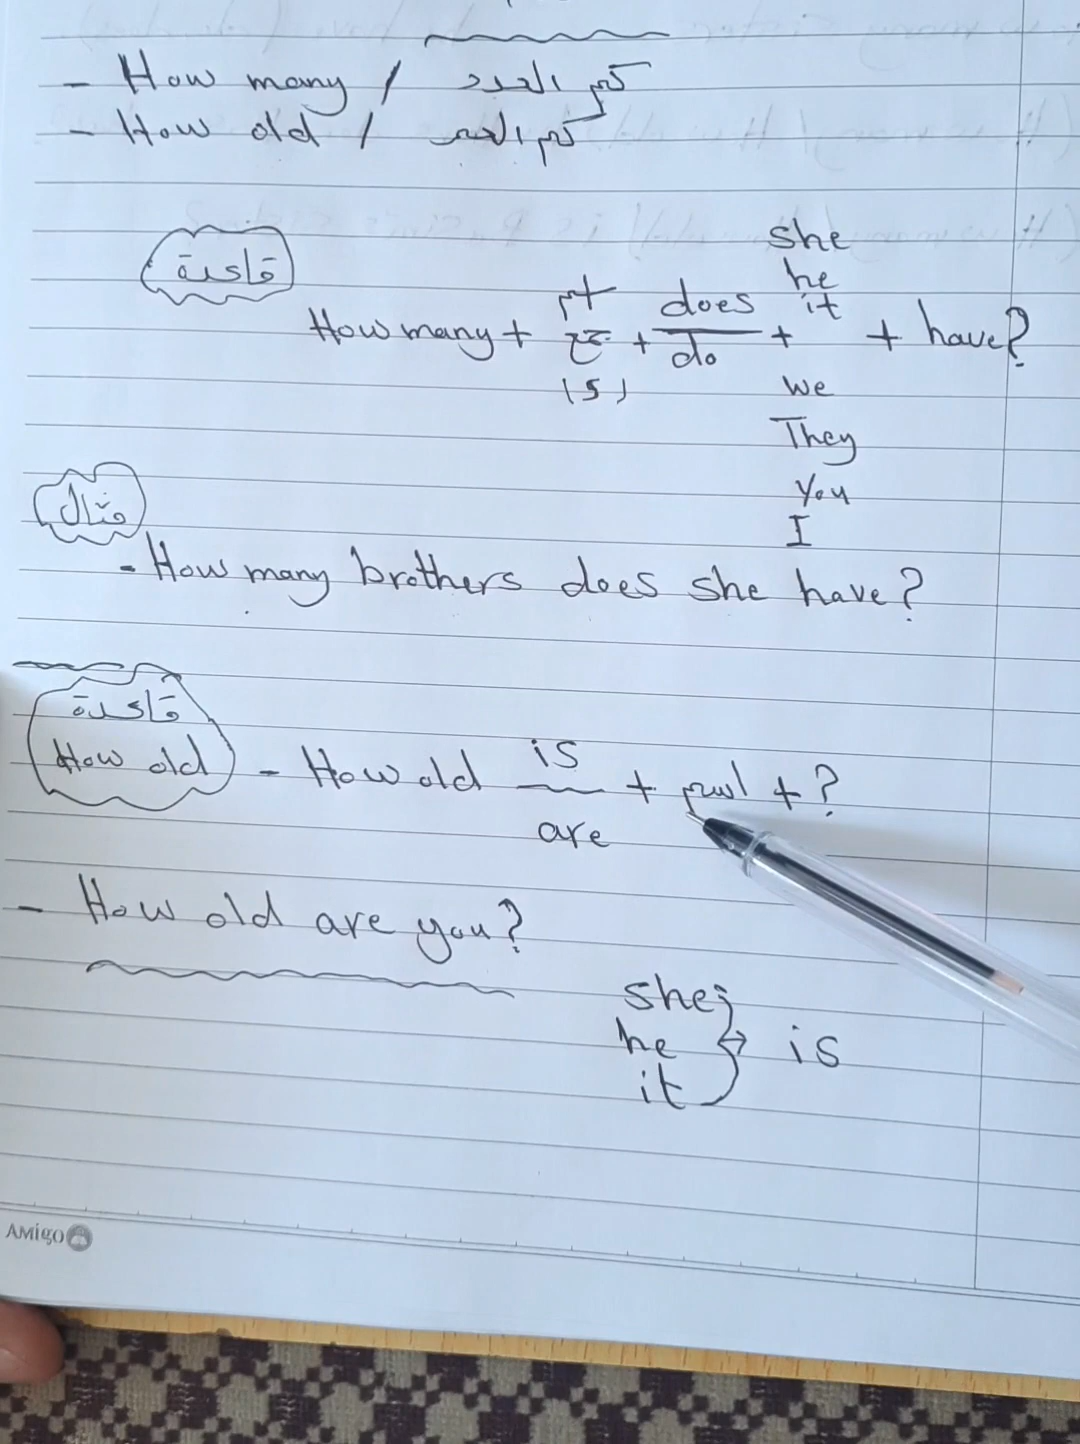 - How many / كم العدد
- How old / كم العمر
قاعدة
she
he
it
How many + اسم جمع (s) + does / do + + have?
we
They
You
I
مثال
- How many brothers does she have?
قاعدة
How old
- How old is / are + اسم + ?
- How old are you?
she
he
it
is
AMiGO